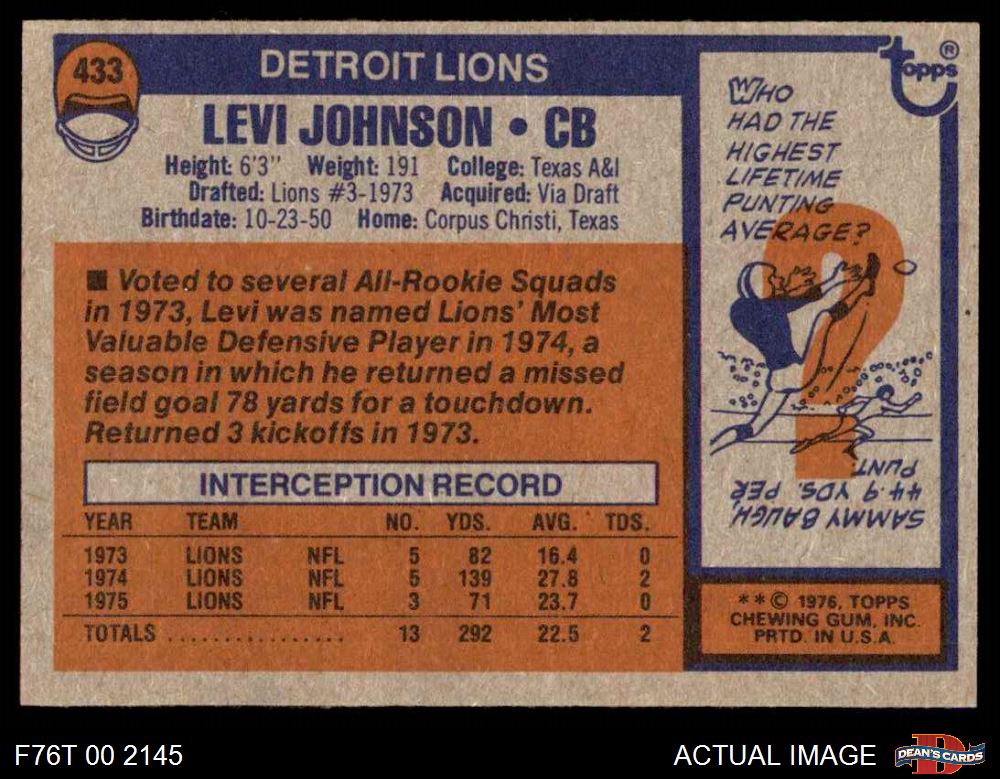 433
DETROIT LIONS
LEVI JOHNSON • CB
Height: 6'3" Weight: 191 College: Texas A&I
Drafted: Lions #3-1973 Acquired: Via Draft
Birthdate: 10-23-50 Home: Corpus Christi, Texas
■ Voted to several All-Rookie Squads
in 1973, Levi was named Lions' Most
Valuable Defensive Player in 1974, a
season in which he returned a missed
field goal 78 yards for a touchdown.
Returned 3 kickoffs in 1973.
INTERCEPTION RECORD
YEAR TEAM NO. YDS. AVG. TDS.
1973 LIONS NFL 5 82 16.4 0
1974 LIONS NFL 5 139 27.8 2
1975 LIONS NFL 3 71 23.7 0
TOTALS ................ 13 292 22.5 2
topps®
WHO
HAD THE
HIGHEST
LIFETIME
PUNTING
AVERAGE?
SAMMY BAUGH,
44.9 YDS. PER
PUNT.
**© 1976, TOPPS
CHEWING GUM, INC.
PRTD. IN U.S.A.
F76T 00 2145
ACTUAL IMAGE
D
DEAN'S CARDS